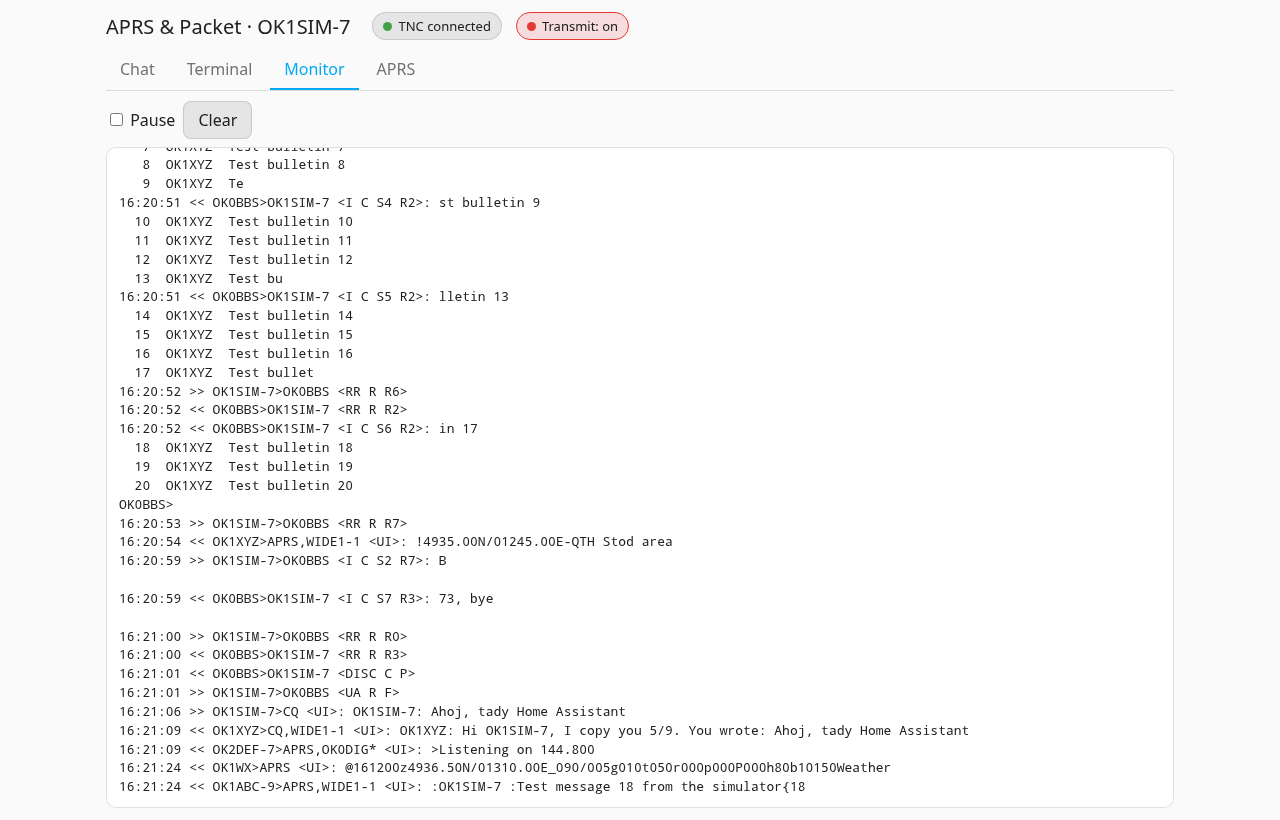 APRS & Packet · OK1SIM-7
TNC connected
Transmit: on
Chat Terminal Monitor APRS
Pause Clear
7 OK1XYZ Test bulletin 7
8 OK1XYZ Test bulletin 8
9 OK1XYZ Te
16:20:51 << OK0BBS>OK1SIM-7 <I C S4 R2>: st bulletin 9
10 OK1XYZ Test bulletin 10
11 OK1XYZ Test bulletin 11
12 OK1XYZ Test bulletin 12
13 OK1XYZ Test bu
16:20:51 << OK0BBS>OK1SIM-7 <I C S5 R2>: lletin 13
14 OK1XYZ Test bulletin 14
15 OK1XYZ Test bulletin 15
16 OK1XYZ Test bulletin 16
17 OK1XYZ Test bullet
16:20:52 >> OK1SIM-7>OK0BBS <RR R R6>
16:20:52 << OK0BBS>OK1SIM-7 <RR R R2>
16:20:52 << OK0BBS>OK1SIM-7 <I C S6 R2>: in 17
18 OK1XYZ Test bulletin 18
19 OK1XYZ Test bulletin 19
20 OK1XYZ Test bulletin 20
OK0BBS>
16:20:53 >> OK1SIM-7>OK0BBS <RR R R7>
16:20:54 << OK1XYZ>APRS,WIDE1-1 <UI>: !4935.00N/01245.00E-QTH Stod area
16:20:59 >> OK1SIM-7>OK0BBS <I C S2 R7>: B
16:20:59 << OK0BBS>OK1SIM-7 <I C S7 R3>: 73, bye
16:21:00 >> OK1SIM-7>OK0BBS <RR R R0>
16:21:00 << OK0BBS>OK1SIM-7 <RR R R3>
16:21:01 << OK0BBS>OK1SIM-7 <DISC C P>
16:21:01 >> OK1SIM-7>OK0BBS <UA R F>
16:21:06 >> OK1SIM-7>CQ <UI>: OK1SIM-7: Ahoj, tady Home Assistant
16:21:09 << OK1XYZ>CQ,WIDE1-1 <UI>: OK1XYZ: Hi OK1SIM-7, I copy you 5/9. You wrote: Ahoj, tady Home Assistant
16:21:09 << OK2DEF-7>APRS,OK0DIG* <UI>: >Listening on 144.800
16:21:24 << OK1WX>APRS <UI>: @161200z4936.50N/01310.00E_090/005g010t050r000p000P000h80b10150Weather
16:21:24 << OK1ABC-9>APRS,WIDE1-1 <UI>: :OK1SIM-7 :Test message 18 from the simulator{18